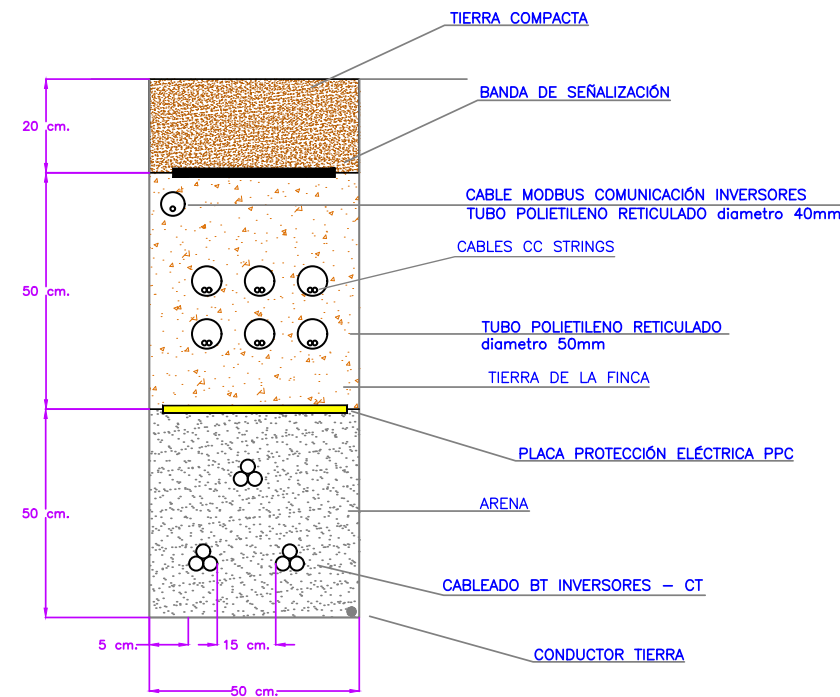 TIERRA COMPACTA
BANDA DE SEÑALIZACIÓN
20 cm.
CABLE MODBUS COMUNICACIÓN INVERSORES
TUBO POLIETILENO RETICULADO diametro 40mm
CABLES CC STRINGS
50 cm.
TUBO POLIETILENO RETICULADO
diametro 50mm
TIERRA DE LA FINCA
PLACA PROTECCIÓN ELÉCTRICA PPC
ARENA
50 cm.
CABLEADO BT INVERSORES – CT
5 cm.
15 cm.
CONDUCTOR TIERRA
50 cm.